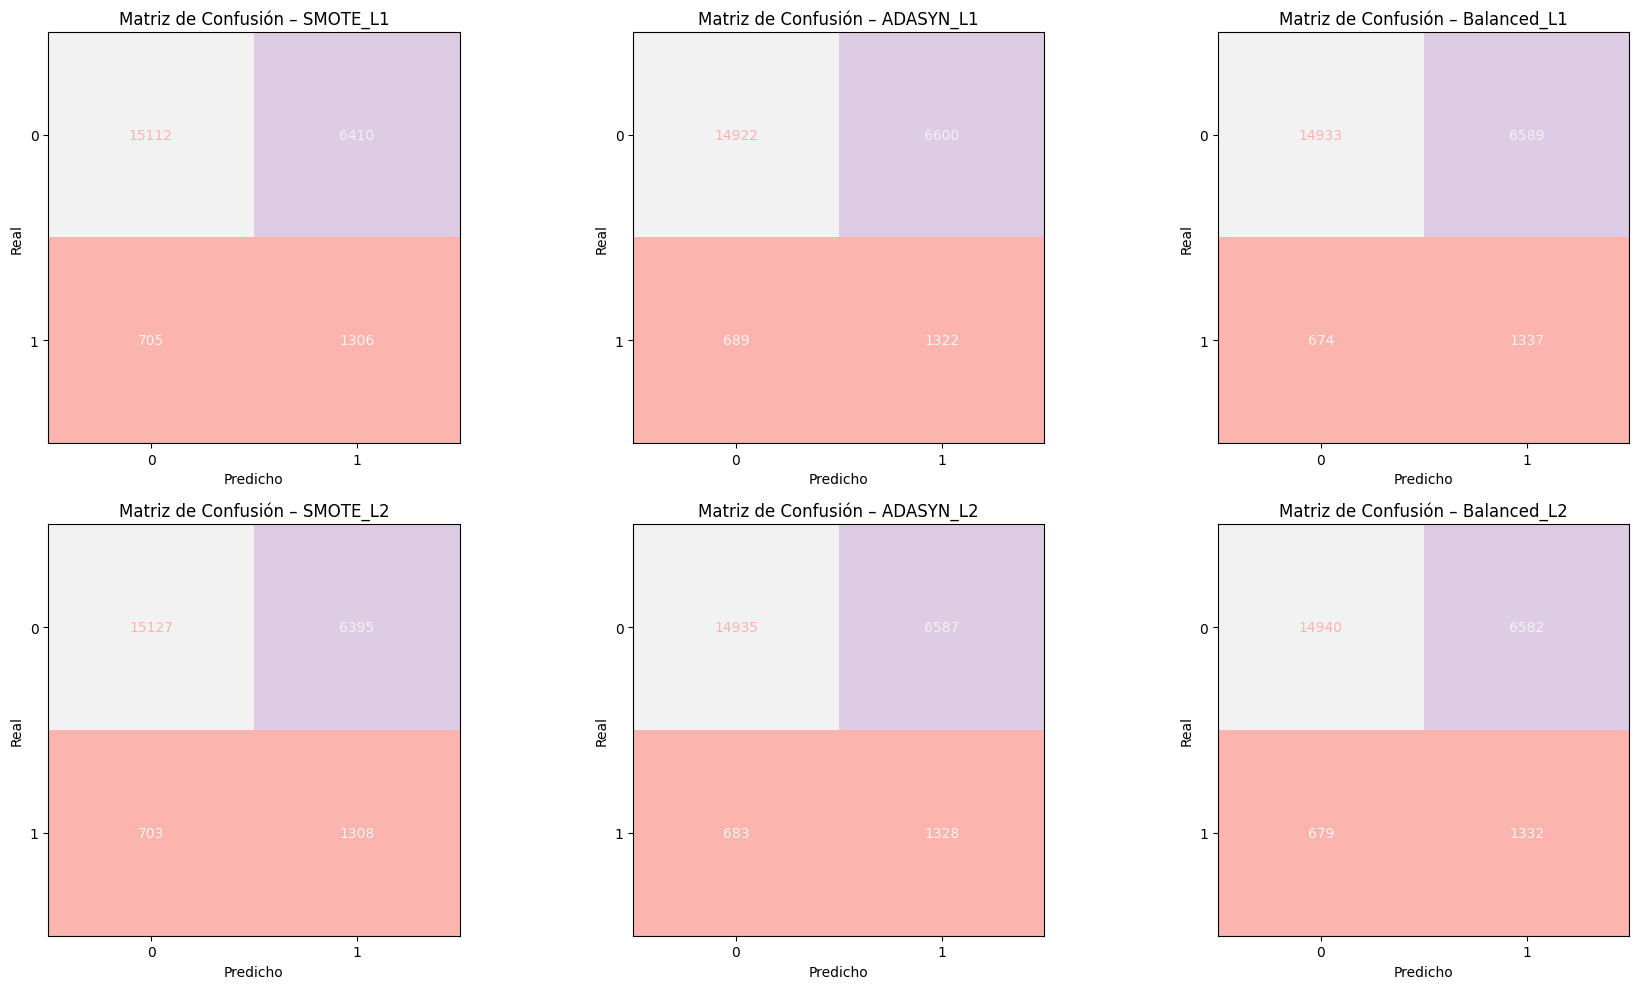 Matriz de Confusión – SMOTE_L1
0
15112
6410
Real
1
705
1306
0
1
Predicho
Matriz de Confusión – ADASYN_L1
0
14922
6600
Real
1
689
1322
0
1
Predicho
Matriz de Confusión – Balanced_L1
0
14933
6589
Real
1
674
1337
0
1
Predicho
Matriz de Confusión – SMOTE_L2
0
15127
6395
Real
1
703
1308
0
1
Predicho
Matriz de Confusión – ADASYN_L2
0
14935
6587
Real
1
683
1328
0
1
Predicho
Matriz de Confusión – Balanced_L2
0
14940
6582
Real
1
679
1332
0
1
Predicho